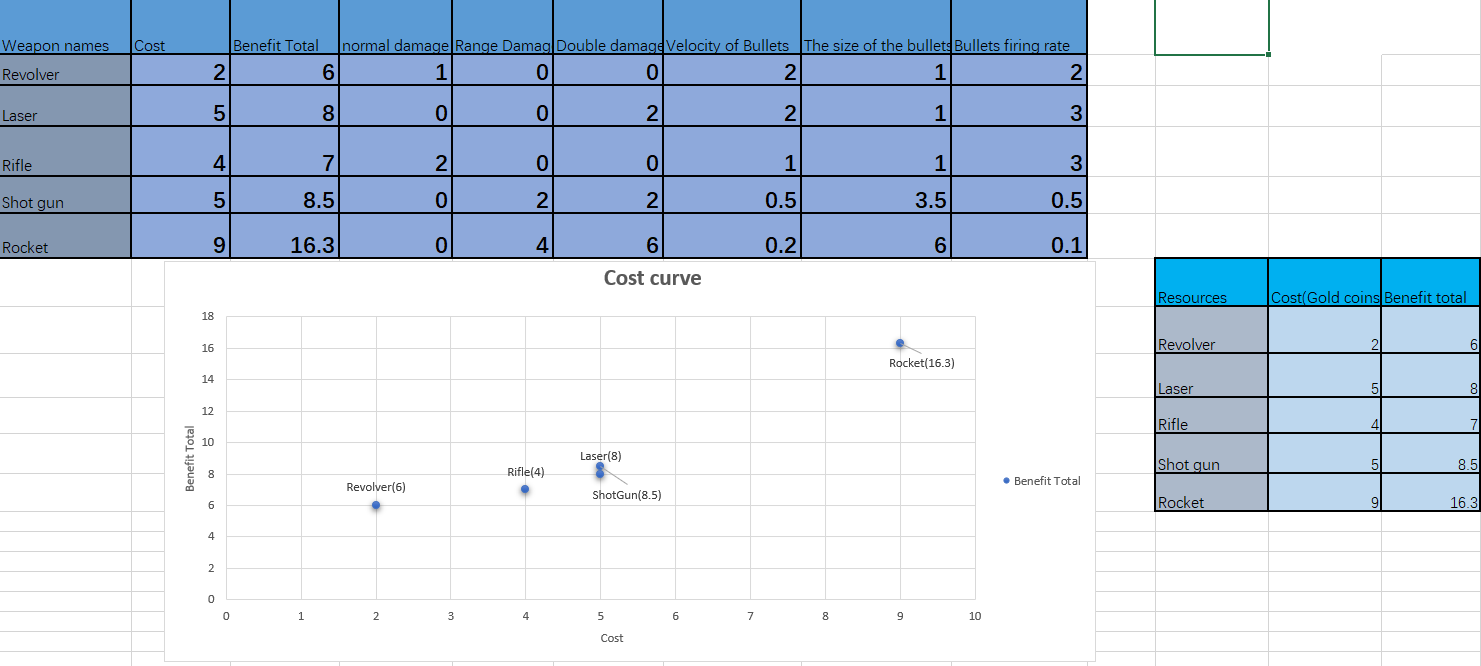 Weapon names Cost Benefit Total normal damage Range Damag Double damage Velocity of Bullets The size of the bullets Bullets firing rate
Revolver 2 6 1 0 0 2 1 2
Laser 5 8 0 0 2 2 1 3
Rifle 4 7 2 0 0 1 1 3
Shot gun 5 8.5 0 2 2 0.5 3.5 0.5
Rocket 9 16.3 0 4 6 0.2 6 0.1
Cost curve
18
16
14
12
10
8
6
4
2
0
Benefit Total
Rocket(16.3)
Laser(8)
Rifle(4)
Revolver(6)
ShotGun(8.5)
Benefit Total
0 1 2 3 4 5 6 7 8 9 10
Cost
Resources Cost(Gold coins Benefit total
Revolver 2 6
Laser 5 8
Rifle 4 7
Shot gun 5 8.5
Rocket 9 16.3